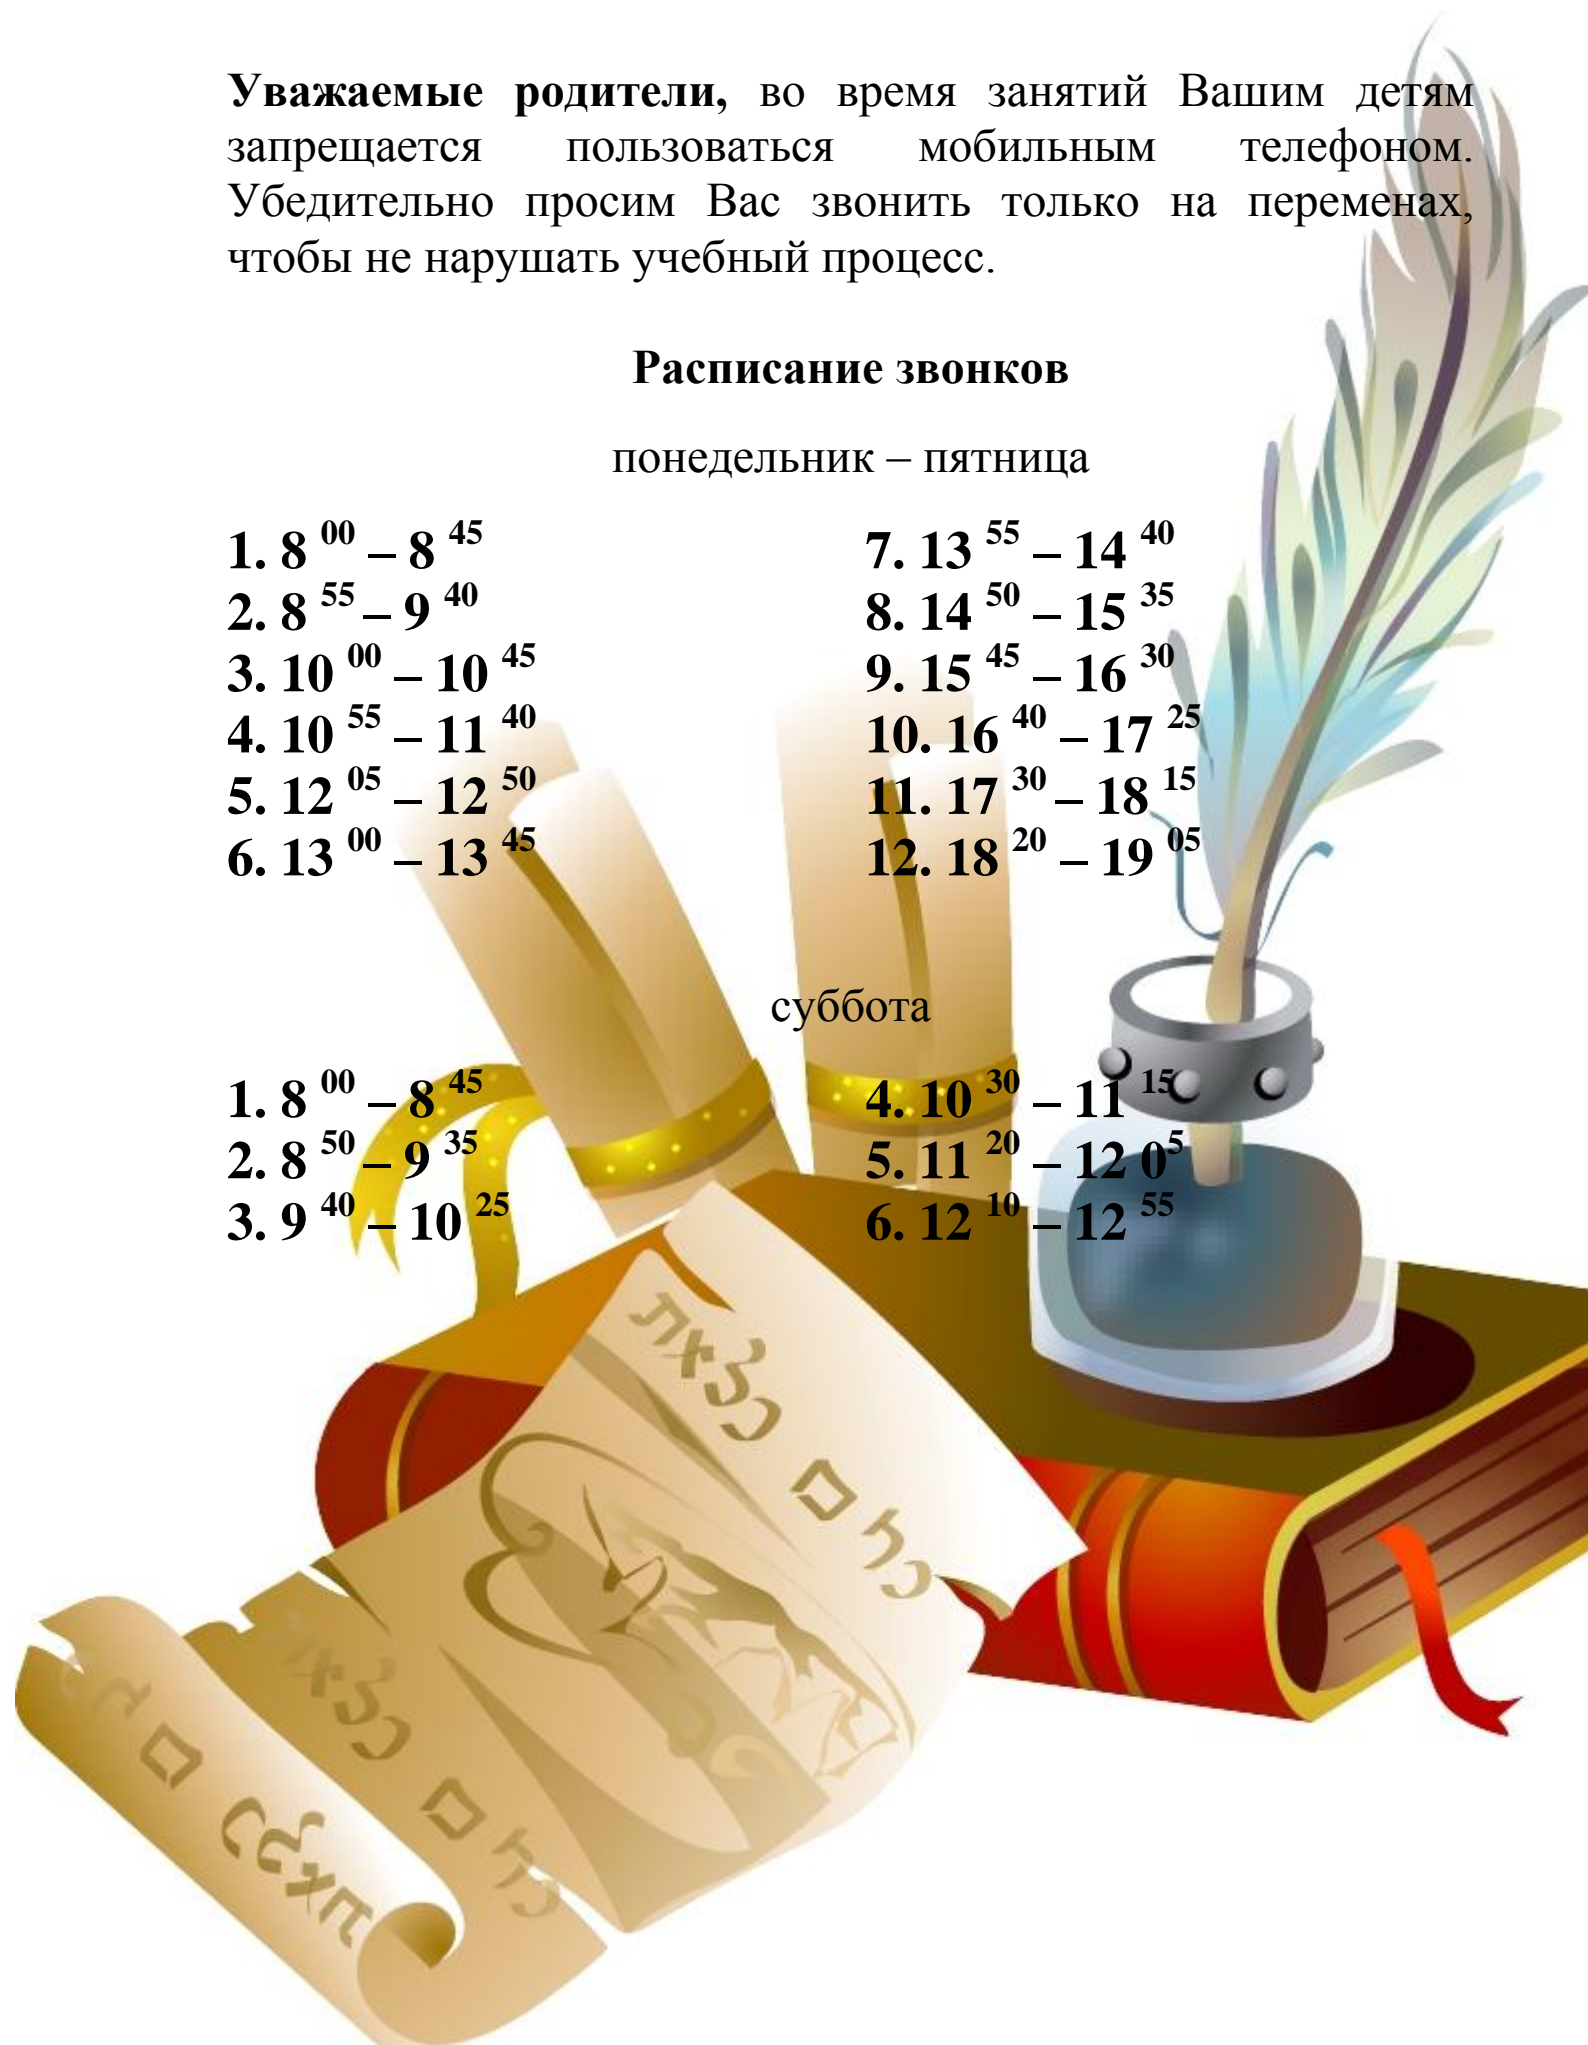 Уважаемые родители, во время занятий Вашим детям
запрещается пользоваться мобильным телефоном.
Убедительно просим Вас звонить только на переменах,
чтобы не нарушать учебный процесс.
Расписание звонков
понедельник – пятница
1. 8 00 – 8 45
2. 8 55 – 9 40
3. 10 00 – 10 45
4. 10 55 – 11 40
5. 12 05 – 12 50
6. 13 00 – 13 45
7. 13 55 – 14 40
8. 14 50 – 15 35
9. 15 45 – 16 30
10. 16 40 – 17 25
11. 17 30 – 18 15
12. 18 20 – 19 05
суббота
1. 8 00 – 8 45
2. 8 50 – 9 35
3. 9 40 – 10 25
4. 10 30 – 11 15
5. 11 20 – 12 05
6. 12 10 – 12 55